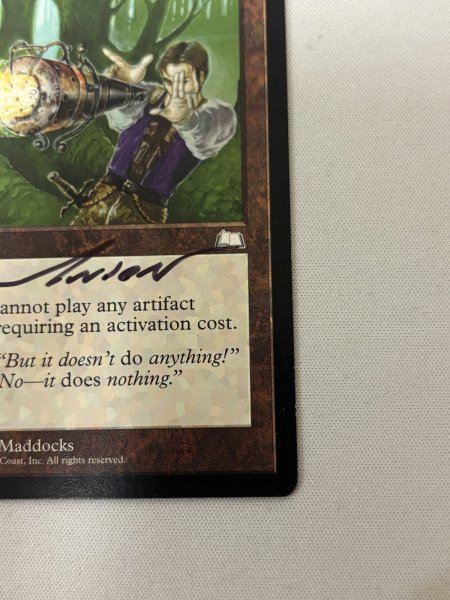 Anson
annot play any artifact
requiring an activation cost.
“But it doesn’t do anything!”
No—it does nothing.”
Maddocks
Coast, Inc. All rights reserved.